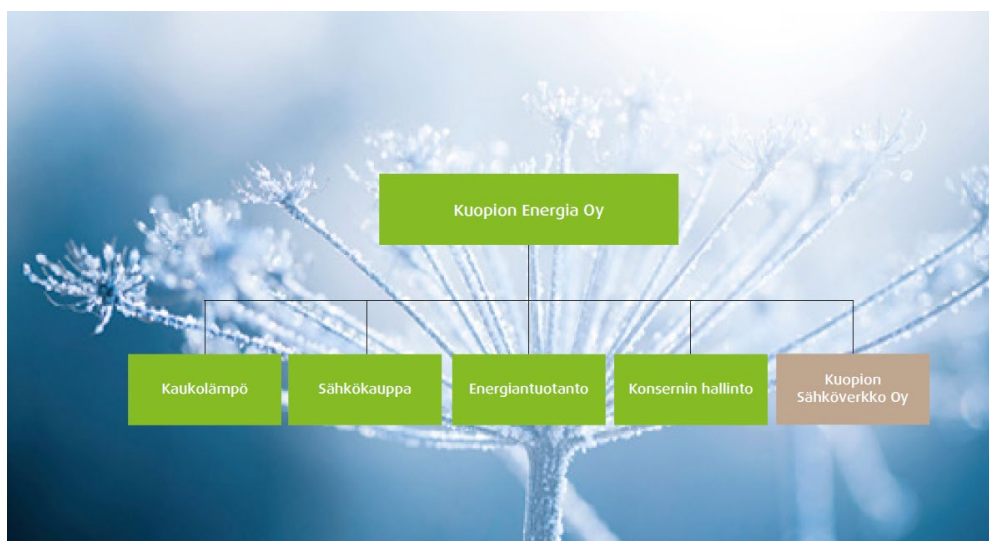 Kuopion Energia Oy
Kaukolämpö
Sähkökauppa
Energiantuotanto
Konsernin hallinto
Kuopion
Sähköverkko Oy